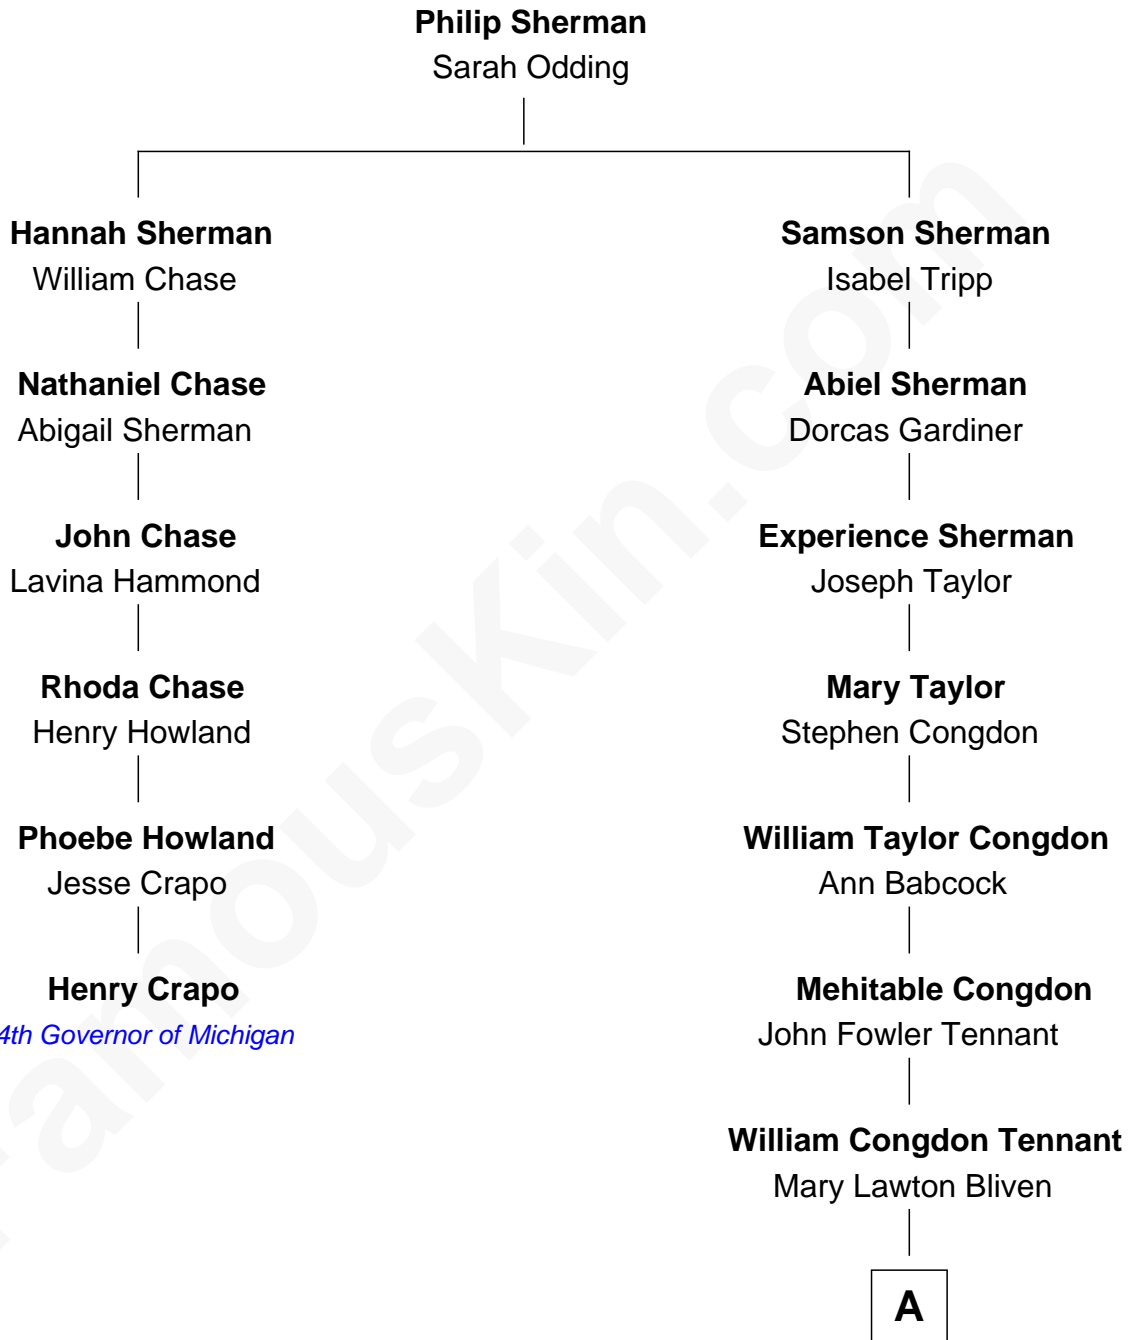 Philip Sherman
Sarah Odding
Hannah Sherman
William Chase
Nathaniel Chase
Abigail Sherman
John Chase
Lavina Hammond
Rhoda Chase
Henry Howland
Phoebe Howland
Jesse Crapo
Henry Crapo
4th Governor of Michigan
Samson Sherman
Isabel Tripp
Abiel Sherman
Dorcas Gardiner
Experience Sherman
Joseph Taylor
Mary Taylor
Stephen Congdon
William Taylor Congdon
Ann Babcock
Mehitable Congdon
John Fowler Tennant
William Congdon Tennant
Mary Lawton Bliven
A
FamousKin.com